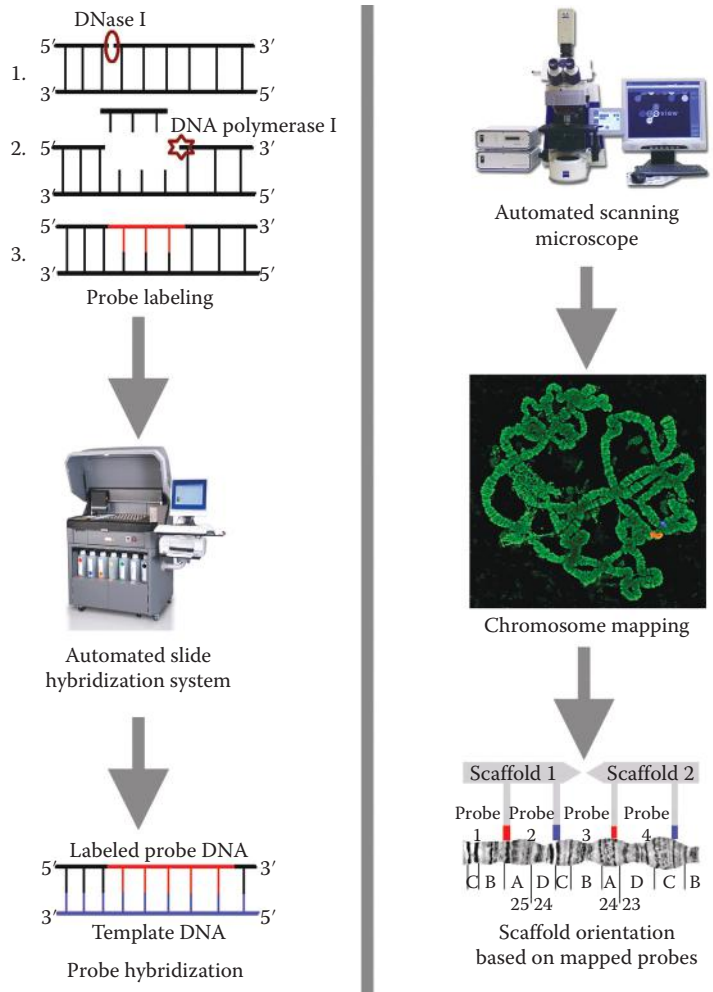 DNase I
5′ 3′
1.
3′ 5′
DNA polymerase I
2. 5′ 3′
3′ 5′
5′ 3′
3.
3′ 5′
Probe labeling
Automated slide
hybridization system
Labeled probe DNA
5′ 3′
3′ 5′
Template DNA
Probe hybridization
Automated scanning
microscope
Chromosome mapping
Scaffold 1 Scaffold 2
Probe Probe Probe Probe
1 2 3 4
C B A D C B A D C B
25 24 24 23
Scaffold orientation
based on mapped probes